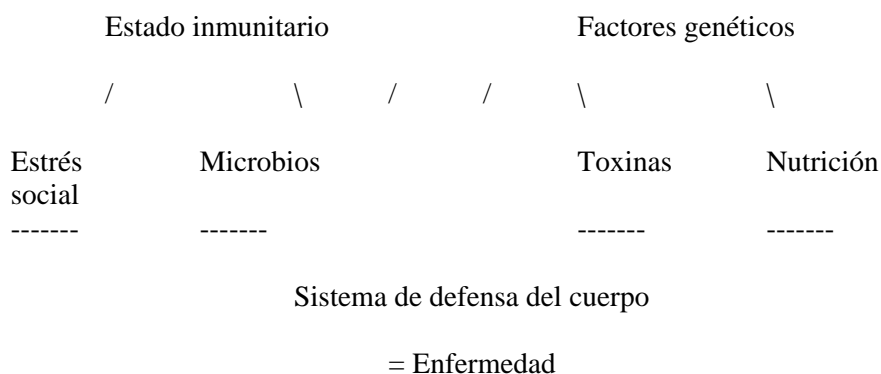 Estado inmunitario Factores genéticos
/ \ / / \ \
Estrés Microbios Toxinas Nutrición
social
------- ------- ------- -------
Sistema de defensa del cuerpo
= Enfermedad